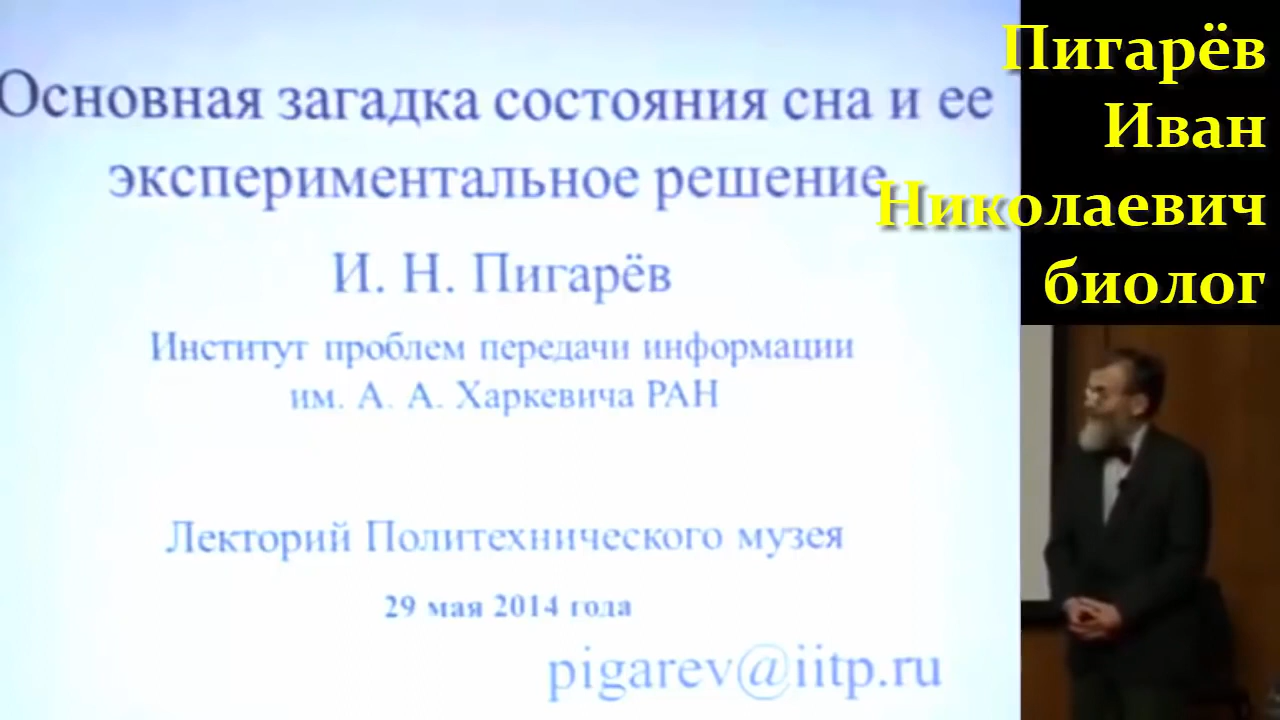 Основная загадка состояния сна и ее
экспериментальное решение
И. Н. Пигарёв
Институт проблем передачи информации
им. А. А. Харкевича РАН
Лекторий Политехнического музея
29 мая 2014 года
pigarev@iitp.ru
Пигарёв
Иван
Николаевич
биолог